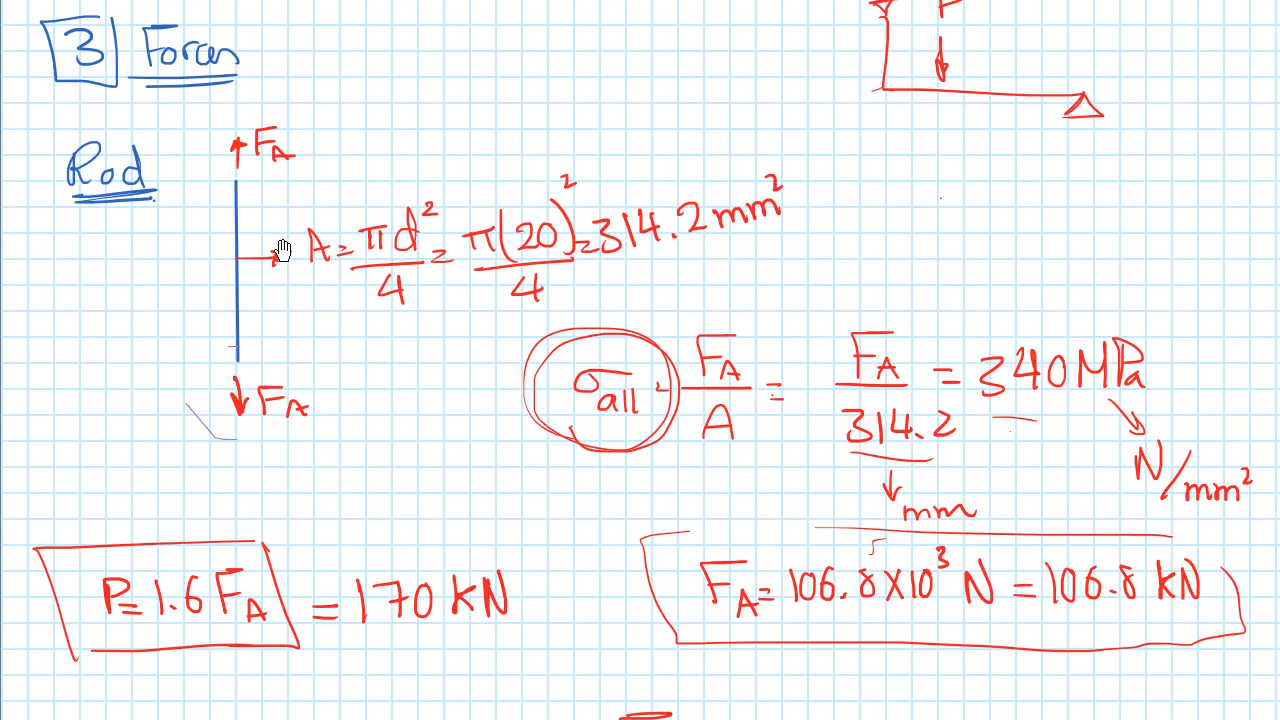 3 Forces
F
Rod
F_A
A = πd²/4 = π(20)²/4 = 314.2 mm²
σ_all = F_A/A = F_A/314.2 = 340 MPa
F_A
mm
N/mm²
P = 1.6 F_A = 170 kN
F_A = 106.8 × 10³ N = 106.8 kN